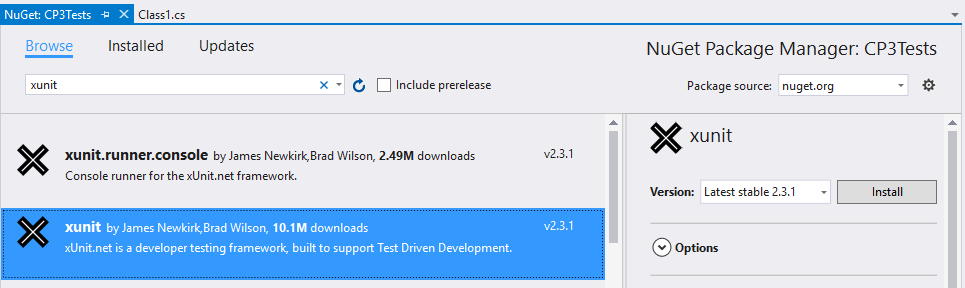 NuGet: CP3Tests Class1.cs
Browse Installed Updates NuGet Package Manager: CP3Tests
xunit Include prerelease Package source: nuget.org
xunit.runner.console by James Newkirk,Brad Wilson, 2.49M downloads v2.3.1
Console runner for the xUnit.net framework.
xunit by James Newkirk,Brad Wilson, 10.1M downloads v2.3.1
xUnit.net is a developer testing framework, built to support Test Driven Development.
xunit
Version: Latest stable 2.3.1 Install
Options